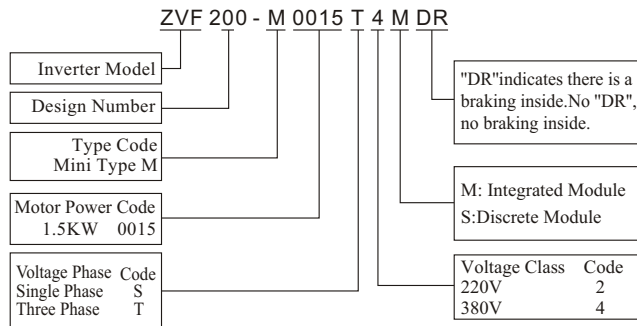 ZVF 200 - M 0015 T 4 M DR
Inverter Model
Design Number
Type Code
Mini Type M
Motor Power Code
1.5KW 0015
Voltage Phase Code
Single Phase S
Three Phase T
"DR"indicates there is a
braking inside.No "DR",
no braking inside.
M: Integrated Module
S:Discrete Module
Voltage Class Code
220V 2
380V 4